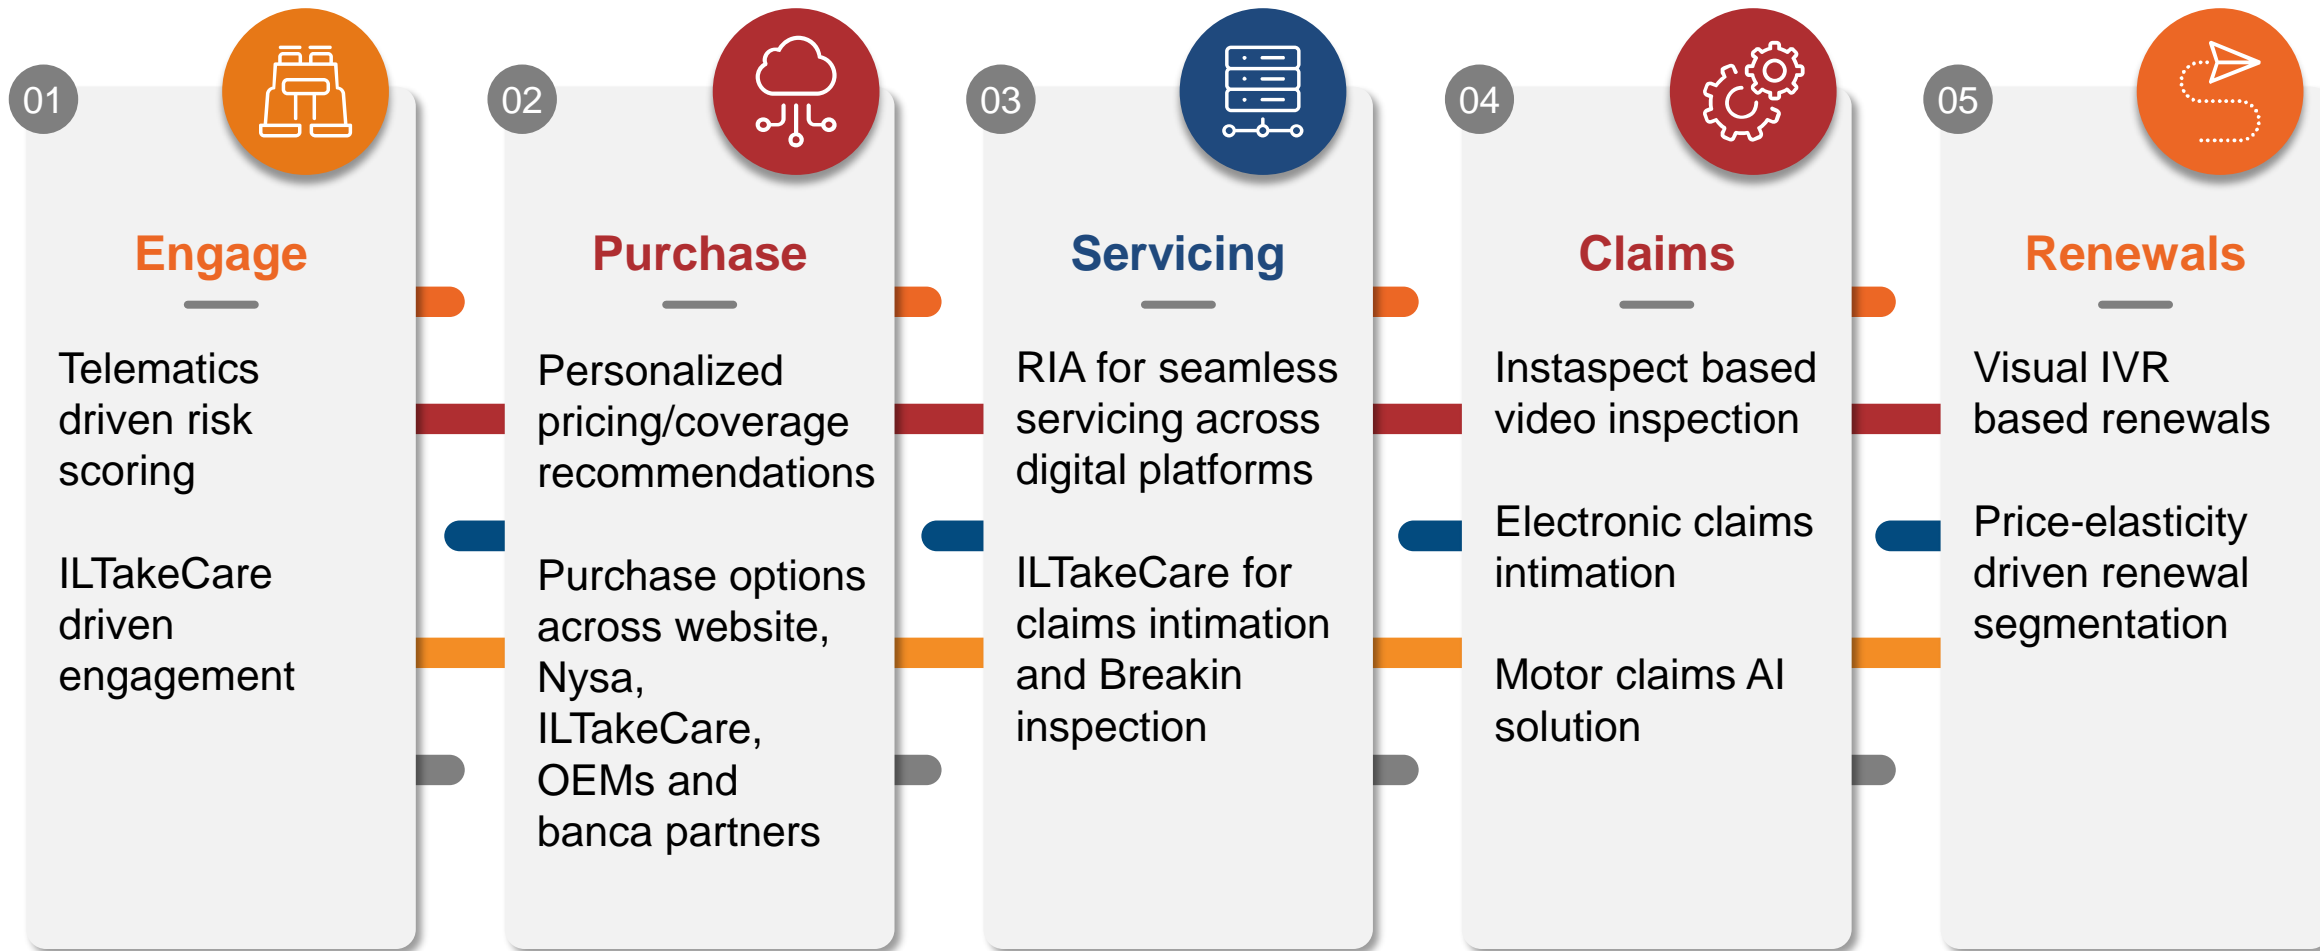 01
Engage
Telematics
driven risk
scoring
ILTakeCare
driven
engagement
02
Purchase
Personalized
pricing/coverage
recommendations
Purchase options
across website,
Nysa,
ILTakeCare,
OEMs and
banca partners
03
Servicing
RIA for seamless
servicing across
digital platforms
ILTakeCare for
claims intimation
and Breakin
inspection
04
Claims
Instaspect based
video inspection
Electronic claims
intimation
Motor claims AI
solution
05
Renewals
Visual IVR
based renewals
Price-elasticity
driven renewal
segmentation